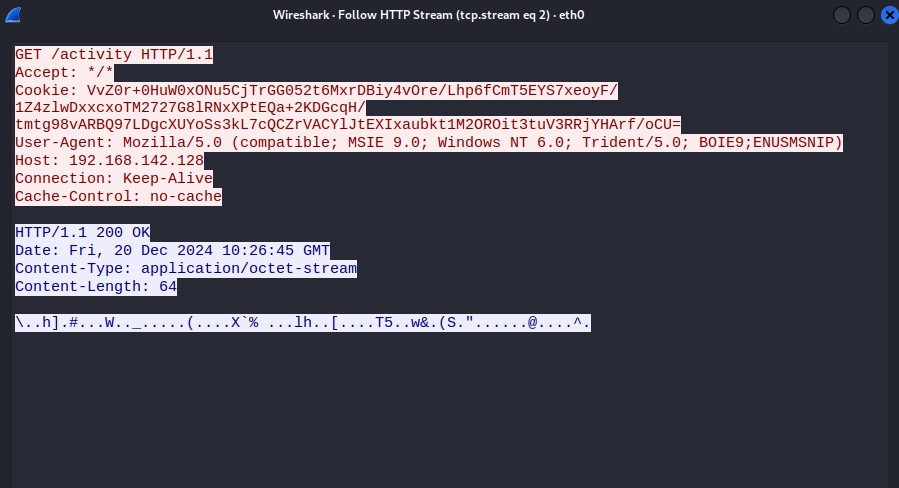 Wireshark · Follow HTTP Stream (tcp.stream eq 2) · eth0
GET /activity HTTP/1.1
Accept: */*
Cookie: VvZ0r+0HuW0xONu5CjTrGG052t6MxrDBiy4vOre/Lhp6fCmT5EYS7xeoyF/
1Z4zlwDxxcxoTM2727G8lRNxXPtEQa+2KDGcqH/
tmtg98vARBQ97LDgcXUYoSs3kL7cQCZrVACYlJtEXIxaubkt1M2OROit3tuV3RRjYHArf/oCU=
User-Agent: Mozilla/5.0 (compatible; MSIE 9.0; Windows NT 6.0; Trident/5.0; BOIE9;ENUSMSNIP)
Host: 192.168.142.128
Connection: Keep-Alive
Cache-Control: no-cache
HTTP/1.1 200 OK
Date: Fri, 20 Dec 2024 10:26:45 GMT
Content-Type: application/octet-stream
Content-Length: 64
\..h].#...W.._.....(....X`% ...lh..[....T5..w&.(S."......@....^.